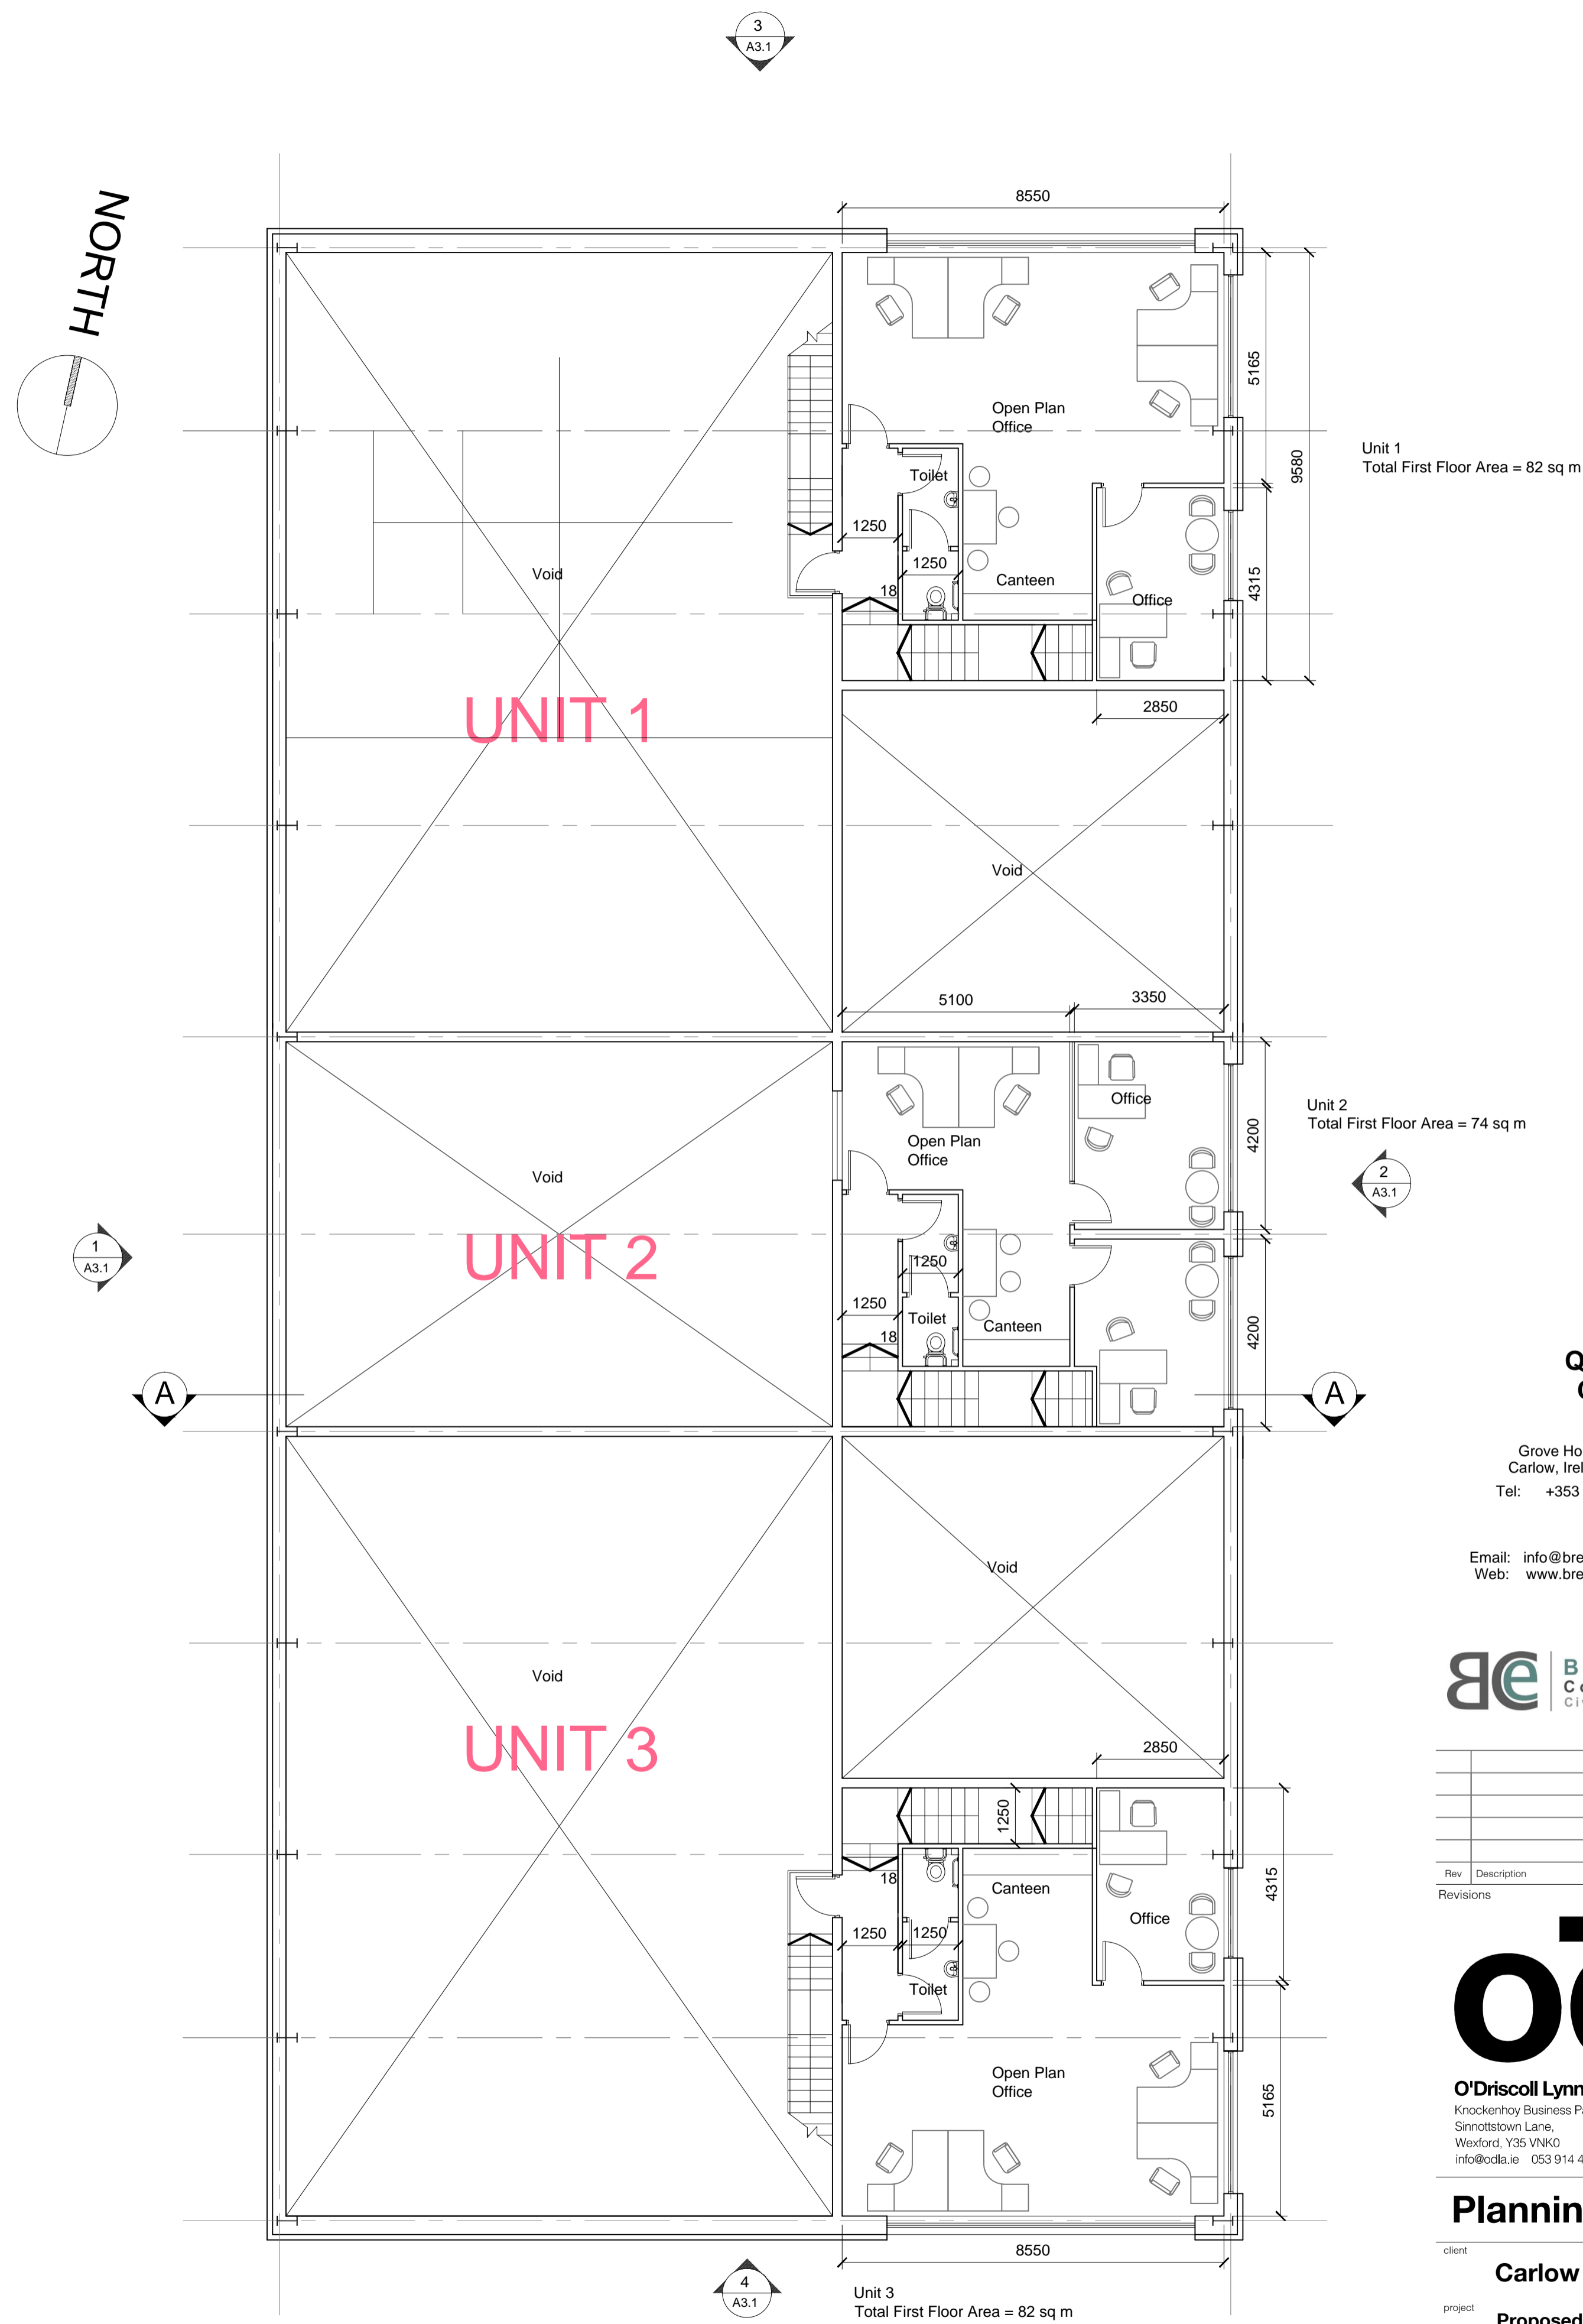 3
A3.1
NORTH
8550
5165
9580
4315
Open Plan
Office
Unit 1
Total First Floor Area = 82 sq m
Toilet
1250
1250
18
Canteen
Office
Void
UNIT 1
2850
Void
5100
3350
Office
4200
Unit 2
Total First Floor Area = 74 sq m
Open Plan
Office
2
A3.1
Void
UNIT 2
1
A3.1
1250
1250
Toilet
18
Canteen
4200
A
A
Grove Ho
Carlow, Irel
Tel: +353
Email: info@bre
Web: www.bre
Void
Void
UNIT 3
2850
1250
18
Canteen
Office
4315
1250
1250
Toilet
Open Plan
Office
5165
8550
4
A3.1
Unit 3
Total First Floor Area = 82 sq m
Rev Description
Revisions
O'Driscoll Lynn
Knockenhoy Business Pa
Sinnottstown Lane,
Wexford, Y35 VNK0
info@odla.ie 053 914 4
Plannin
client
Carlow
project
Proposed